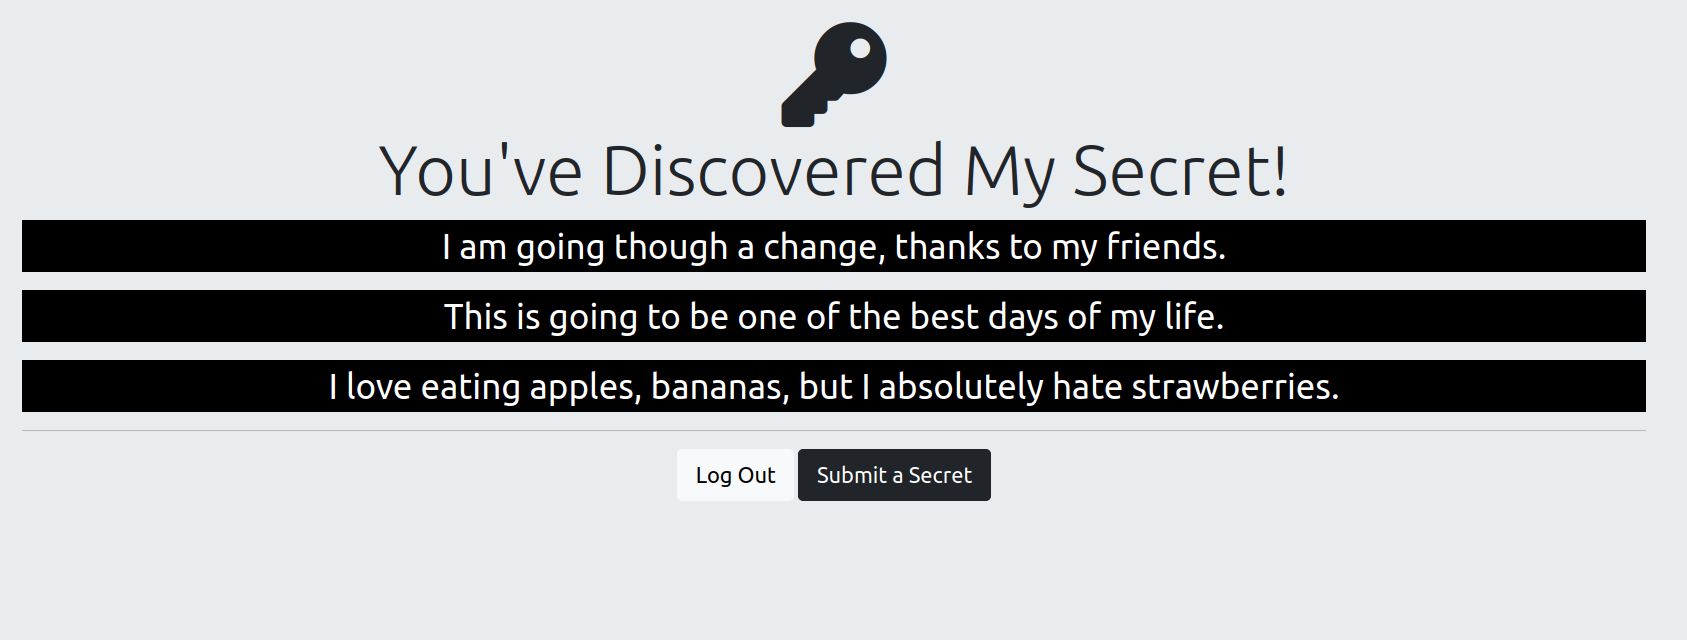 You've Discovered My Secret!
I am going though a change, thanks to my friends.
This is going to be one of the best days of my life.
I love eating apples, bananas, but I absolutely hate strawberries.
Log Out
Submit a Secret